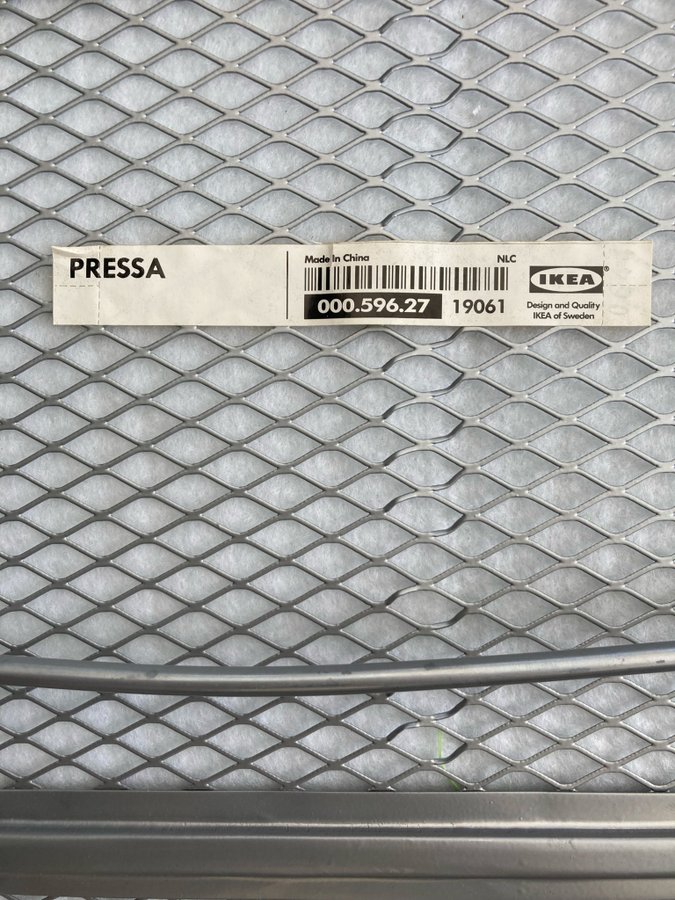 PRESSA
Made In China NLC
000.596.27 19061
IKEA®
Design and Quality
IKEA of Sweden